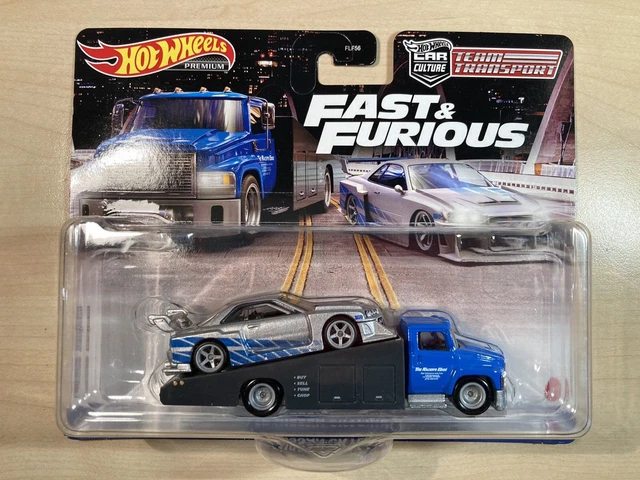 HOT WHEELS
PREMIUM
FLF56
HOT WHEELS
CAR
CULTURE
TEAM
TRANSPORT
FAST &
FURIOUS
• BUY
• SELL
• TUNE
• CHOP